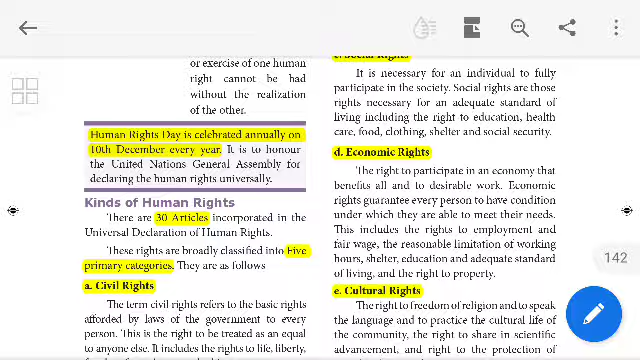 or exercise of one human
right cannot be had
without the realization
of the other.
Human Rights Day is celebrated annually on
10th December every year. It is to honour
the United Nations General Assembly for
declaring the human rights universally.
Kinds of Human Rights
There are 30 Articles incorporated in the
Universal Declaration of Human Rights.
These rights are broadly classified into Five
primary categories. They are as follows
a. Civil Rights
The term civil rights refers to the basic rights
afforded by laws of the government to every
person. This is the right to be treated as an equal
to anyone else. It includes the rights to life, liberty,
c. Social Rights
It is necessary for an individual to fully
participate in the society. Social rights are those
rights necessary for an adequate standard of
living including the right to education, health
care, food, clothing, shelter and social security.
d. Economic Rights
The right to participate in an economy that
benefits all and to desirable work. Economic
rights guarantee every person to have condition
under which they are able to meet their needs.
This includes the rights to employment and
fair wage, the reasonable limitation of working
hours, shelter, education and adequate standard
of living, and the right to property.
e. Cultural Rights
The right to freedom of religion and to speak
the language and to practice the cultural life of
the community, the right to share in scientific
advancement, and right to the protection of
142